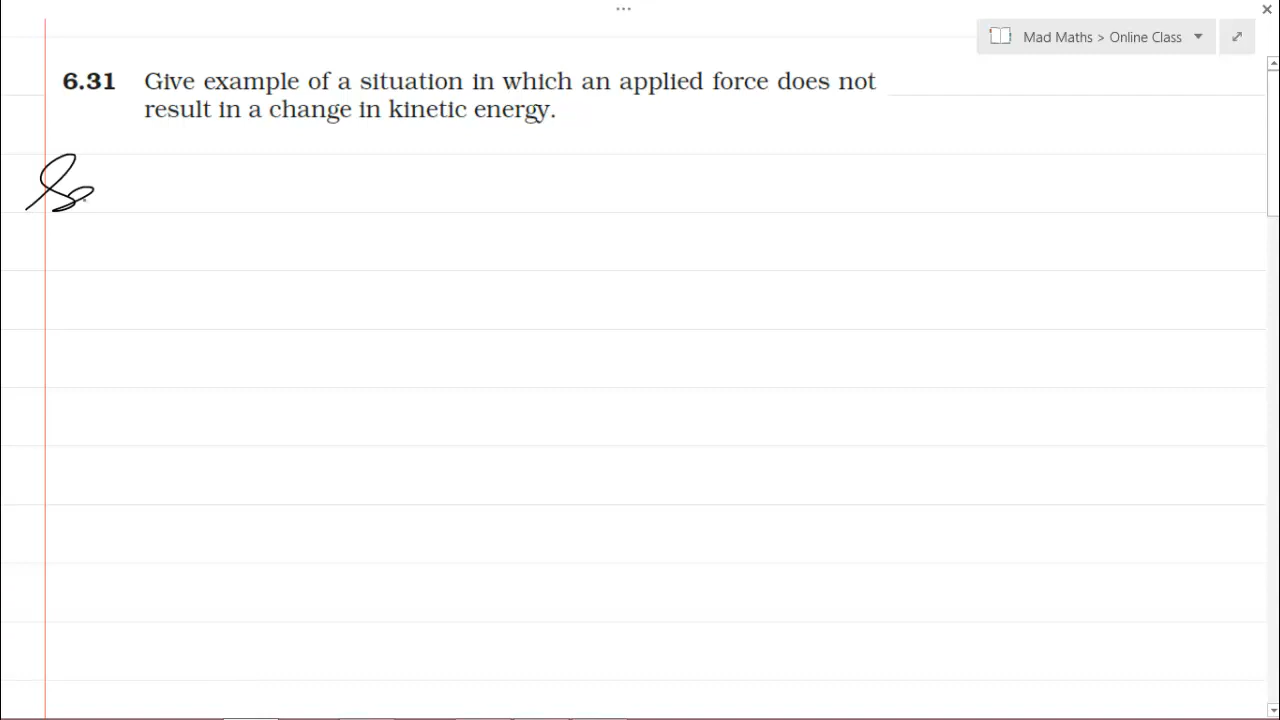 Mad Maths > Online Class
6.31 Give example of a situation in which an applied force does not
result in a change in kinetic energy.